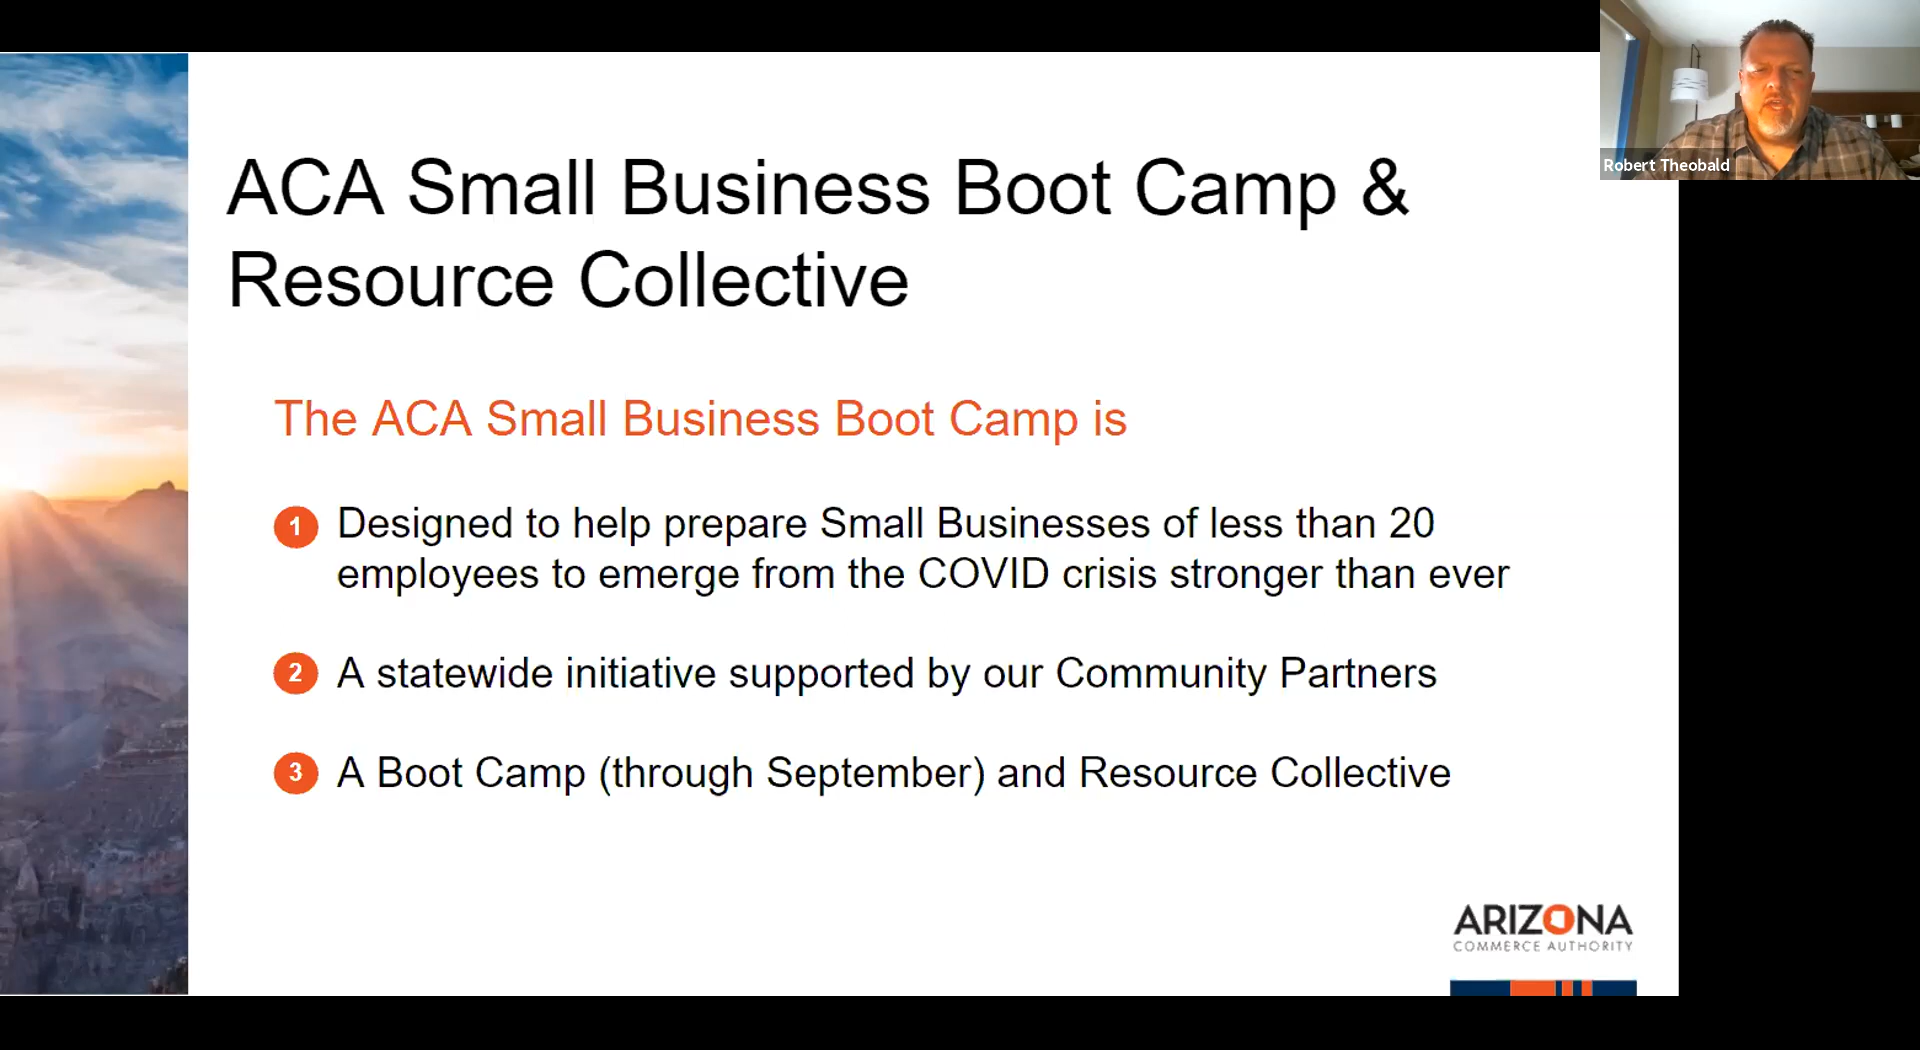 ACA Small Business Boot Camp &
Resource Collective
The ACA Small Business Boot Camp is
1 Designed to help prepare Small Businesses of less than 20
employees to emerge from the COVID crisis stronger than ever
2 A statewide initiative supported by our Community Partners
3 A Boot Camp (through September) and Resource Collective
ARIZONA
COMMERCE AUTHORITY
Robert Theobald